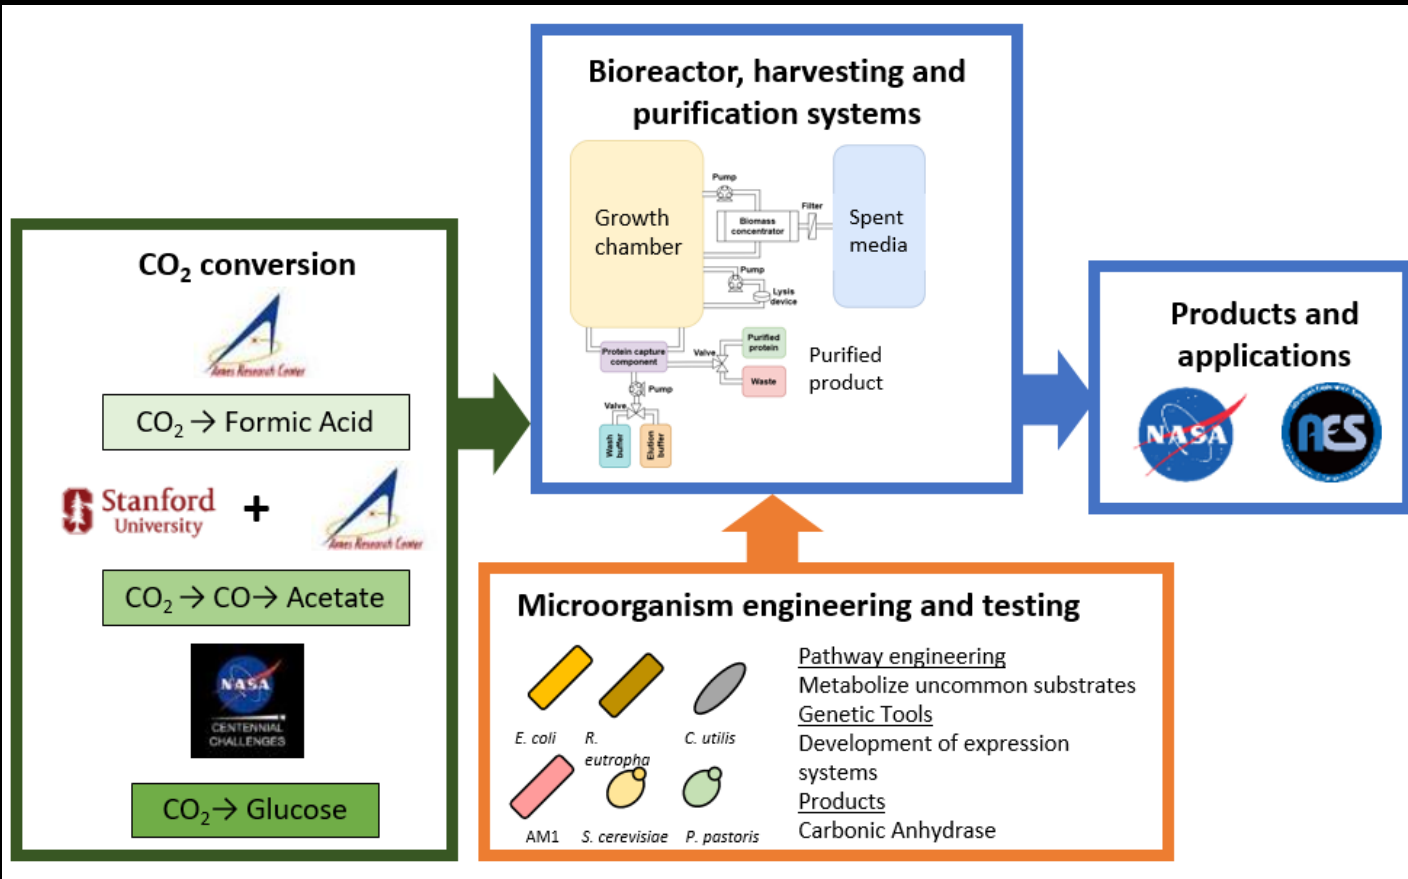 CO₂ conversion
Ames Research Center
CO₂ → Formic Acid
Stanford
University
+
Ames Research Center
CO₂ → CO→ Acetate
NASA
CENTENNIAL
CHALLENGES
CO₂→ Glucose
Bioreactor, harvesting and
purification systems
Growth
chamber
Pump
Biomass
concentrator
Filter
Spent
media
Pump
Lysis
device
Protein capture
component
Valve
Purified
protein
Waste
Purified
product
Pump
Valve
Wash
buffer
Elution
buffer
Products and
applications
NASA
AES
Microorganism engineering and testing
E. coli
R.
eutropha
C. utilis
AM1
S. cerevisiae
P. pastoris
Pathway engineering
Metabolize uncommon substrates
Genetic Tools
Development of expression
systems
Products
Carbonic Anhydrase